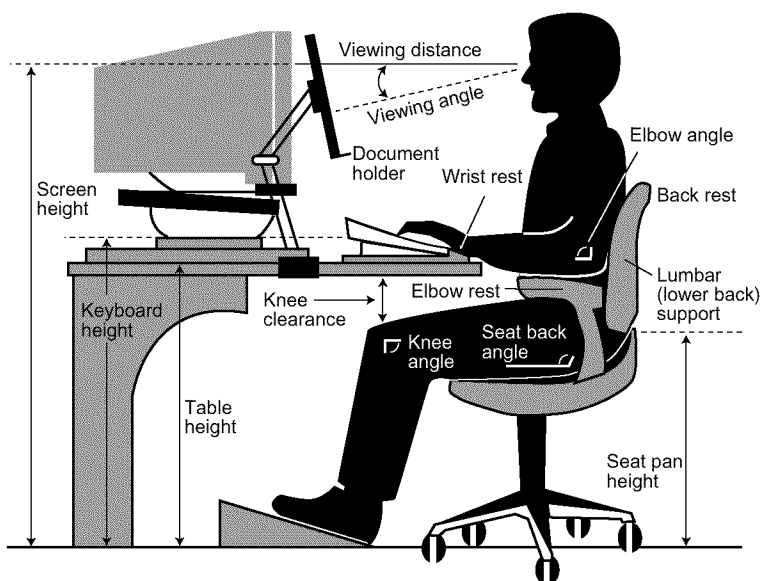 Viewing distance
Viewing angle
Document
holder
Elbow angle
Wrist rest
Back rest
Screen
height
Keyboard
height
Knee
clearance
Elbow rest
Lumbar
(lower back)
support
Knee
angle
Seat back
angle
Table
height
Seat pan
height